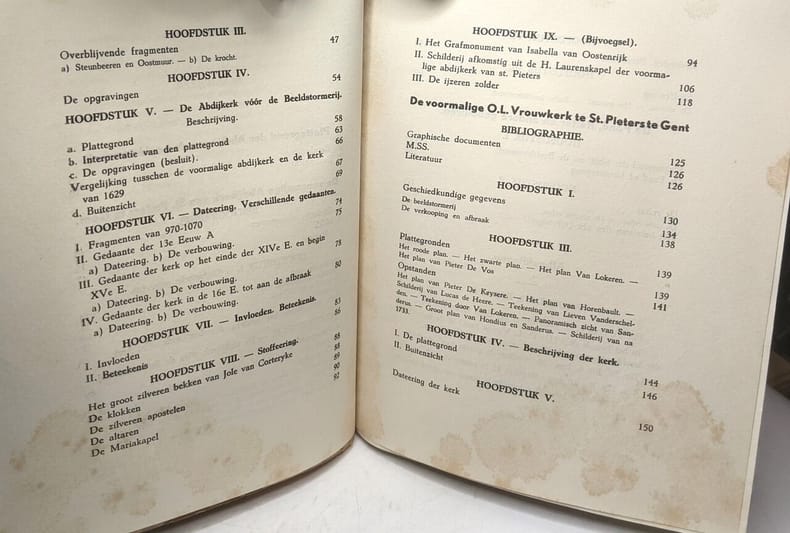 HOOFDSTUK III.
Overblijvende fragmenten 47
a) Steunbeeren en Oostmuur. — b) De krocht.
HOOFDSTUK IV.
De opgravingen 54
HOOFDSTUK V. — De Abdijkerk vóór de Beeldstormerij.
Beschrijving.
a. Plattegrond 58
b. Interpretatie van den plattegrond 63
c. De opgravingen (besluit). 66
Vergelijking tusschen de voormalige abdijkerk en de kerk
van 1629 67
d. Buitenzicht 69
HOOFDSTUK VI. — Dateering, Verschillende gedaanten.
I. Fragmenten van 970-1070 74
II. Gedaante der 13e Eeuw A 75
a) Dateering. b) De verbouwing.
III. Gedaante der kerk op het einde der XIVe E. en begin
XVe E. 78
a) Dateering. b) De verbouwing.
IV. Gedaante der kerk in de 16e E. tot aan de afbraak 80
a) Dateering. b) De verbouwing.
HOOFDSTUK VII. — Invloeden. Beteekenis.
I. Invloeden 83
II. Beteekenis 86
HOOFDSTUK VIII. — Stoffeering.
Het groot zilveren bekken van Jole van Corteryke 88
De klokken 88
De zilveren apostelen 89
De altaren 90
De Mariakapel 92
HOOFDSTUK IX. — (Bijvoegsel).
I. Het Grafmonument van Isabella van Oostenrijk 94
II. Schilderij afkomstig uit de H. Laurenskapel der voorma-
lige abdijkerk van st. Pieters 106
III. De ijzeren zolder 118
De voormalige O.L. Vrouwkerk te St. Pieters te Gent
BIBLIOGRAPHIE.
Graphische documenten 125
M.SS. 126
Literatuur 126
HOOFDSTUK I.
Geschiedkundige gegevens 130
De beeldstormerij 134
De verkooping en afbraak 138
HOOFDSTUK III.
Plattegronden 139
Het roode plan. — Het zwarte plan. — Het plan Van Lokeren. —
Het plan van Pieter De Vos 139
Opstanden 141
Het plan van Pieter De Keysere. — Het plan van Horenbault. —
Schilderij van Lucas de Heere. — Teekening van Lieven Vanderschel-
den. — Teekening door Van Lokeren. — Panoramisch zicht van San-
derus. — Groot plan van Hondius en Sanderus. — Schilderij van na
1733.
HOOFDSTUK IV. — Beschrijving der kerk.
I. De plattegrond 144
II. Buitenzicht 146
HOOFDSTUK V.
Dateering der kerk 150